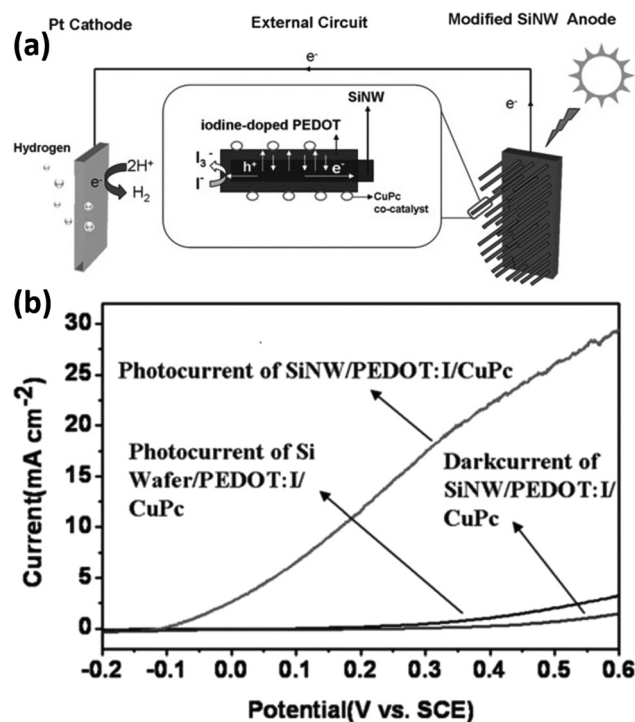 Pt Cathode External Circuit Modified SiNW Anode
(a)
e-
SiNW
iodine-doped PEDOT
e-
Hydrogen
2H+
I3-
h+
e-
e-
H2
I-
CuPc
co-catalyst
(b)
30
25
20
15
10
5
0
Current(mA cm-2)
Photocurrent of SiNW/PEDOT:I/CuPc
Photocurrent of Si
Wafer/PEDOT:I/
CuPc
Darkcurrent of
SiNW/PEDOT:I/
CuPc
-0.2 -0.1 0.0 0.1 0.2 0.3 0.4 0.5 0.6
Potential(V vs. SCE)